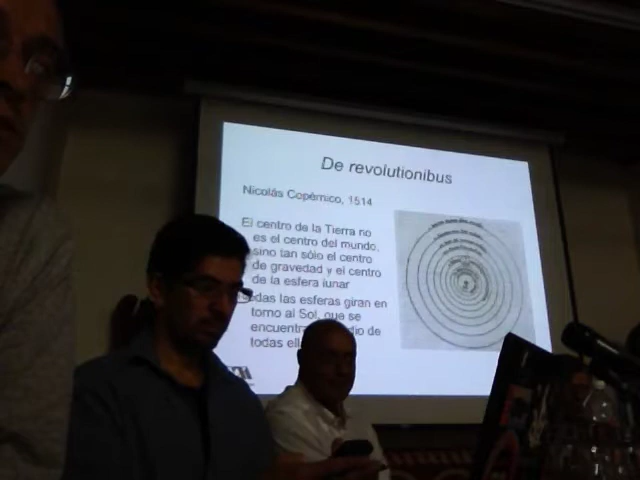 De revolutionibus
Nicolás Copérnico, 1514
El centro de la Tierra no
es el centro del mundo,
sino tan sólo el centro
de gravedad y el centro
de la esfera lunar
las esferas giran en
torno al Sol, que se
de
todas